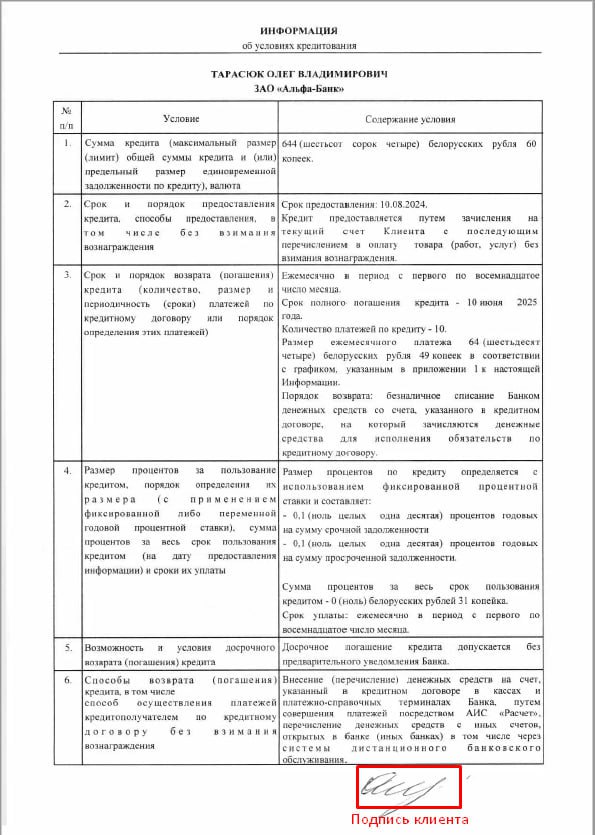 ИНФОРМАЦИЯ
об условиях кредитования
ТАРАСЮК ОЛЕГ ВЛАДИМИРОВИЧ
ЗАО «Альфа-Банк»
№
п/п
Условие
Содержание условия
1.
Сумма кредита (максимальный размер
(лимит) общей суммы кредита и (или)
предельный размер единовременной
задолженности по кредиту), валюта
644 (шестьсот сорок четыре) белорусских рубля 60
копеек.
2.
Срок и порядок предоставления
кредита, способы предоставления, в
том числе без взимания
вознаграждения
Срок предоставления: 10.08.2024.
Кредит предоставляется путем зачисления на
текущий счет Клиента с последующим
перечислением в оплату товара (работ, услуг) без
взимания вознаграждения.
3.
Срок и порядок возврата (погашения)
кредита (количество, размер и
периодичность (сроки) платежей по
кредитному договору или порядок
определения этих платежей)
Ежемесячно в период с первого по восемнадцатое
число месяца.
Срок полного погашения кредита - 10 июня 2025
года.
Количество платежей по кредиту - 10.
Размер ежемесячного платежа 64 (шестьдесят
четыре) белорусских рубля 49 копеек в соответствии
с графиком, указанным в приложении 1 к настоящей
Информации.
Порядок возврата: безналичное списание Банком
денежных средств со счета, указанного в кредитном
договоре, на который зачисляются денежные
средства для исполнения обязательств по
кредитному договору.
4.
Размер процентов за пользование
кредитом, порядок определения их
размера (с применением
фиксированной либо переменной
годовой процентной ставки), сумма
процентов за весь срок пользования
кредитом (на дату предоставления
информации) и сроки их уплаты
Размер процентов по кредиту определяется с
использованием фиксированной процентной
ставки и составляет:
- 0,1 (ноль целых одна десятая) процентов годовых
на сумму срочной задолженности
- 0,1 (ноль целых одна десятая) процентов годовых
на сумму просроченной задолженности.
Сумма процентов за весь срок пользования
кредитом - 0 (ноль) белорусских рублей 31 копейка.
Срок уплаты: ежемесячно в период с первого по
восемнадцатое число месяца.
5.
Возможность и условия досрочного
возврата (погашения) кредита
Досрочное погашение кредита допускается без
предварительного уведомления Банка.
6.
Способы возврата (погашения)
кредита, в том числе
способ осуществления платежей
кредитополучателем по кредитному
договору без взимания
вознаграждения
Внесение (перечисление) денежных средств на счет,
указанный в кредитном договоре в кассах и
платежно-справочных терминалах Банка, путем
совершения платежей посредством АИС «Расчет»,
перечисление денежных средств с иных счетов,
открытых в банке (иных банках) в том числе через
системы дистанционного банковского
обслуживания.
Подпись клиента